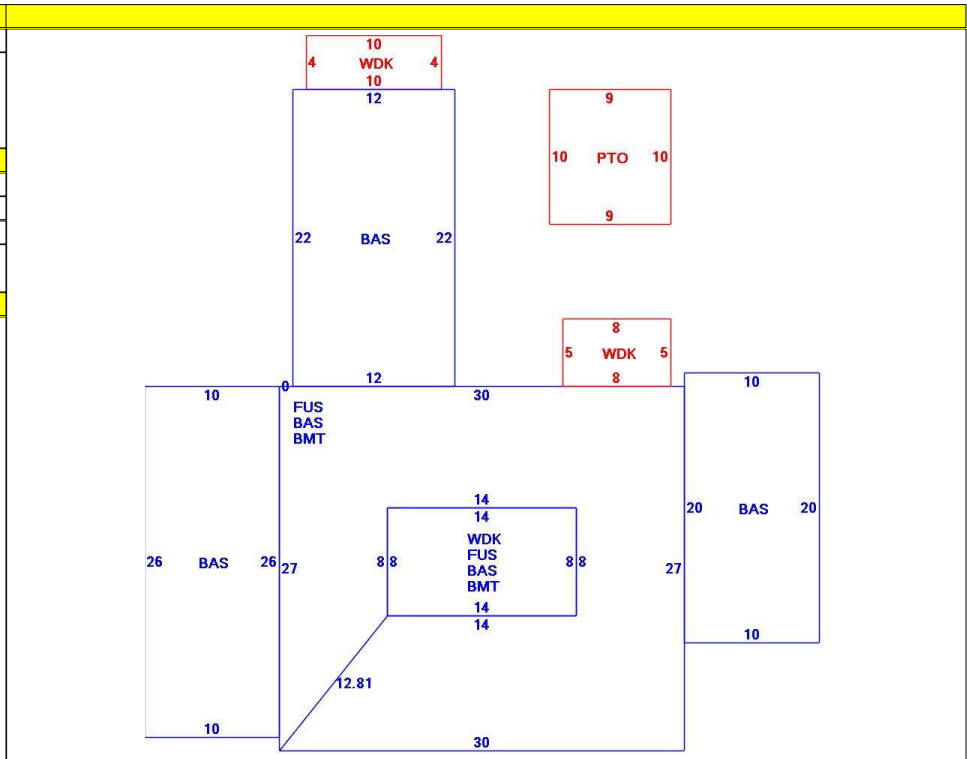 10
4 WDK 4
10
12
9
10 PTO 10
9
22 BAS 22
8
5 WDK 5
8
12
10
0
30
10
FUS
BAS
BMT
14
14
20 BAS 20
WDK
FUS
BAS
BMT
26 BAS 26
27
8 8
8 8
27
14
14
10
12.81
10
30